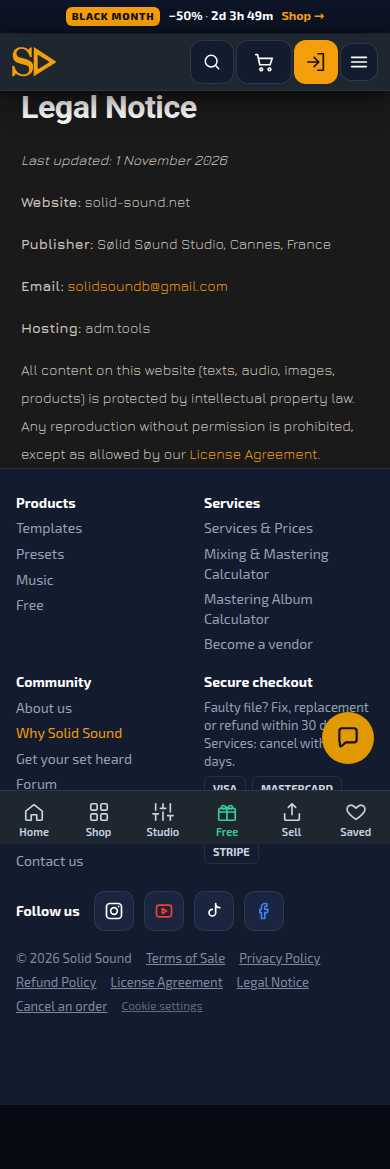 BLACK MONTH −50% · 2d 3h 49m Shop →
SD
Legal Notice
Last updated: 1 November 2026
Website: solid-sound.net
Publisher: Sølid Søund Studio, Cannes, France
Email: solidsoundb@gmail.com
Hosting: adm.tools
All content on this website (texts, audio, images,
products) is protected by intellectual property law.
Any reproduction without permission is prohibited,
except as allowed by our License Agreement.
Products
Templates
Presets
Music
Free
Services
Services & Prices
Mixing & Mastering
Calculator
Mastering Album
Calculator
Become a vendor
Community
About us
Why Solid Sound
Get your set heard
Forum
Contact us
Secure checkout
Faulty file? Fix, replacement
or refund within 30
Services: cancel
days.
VISA MASTERCARD
STRIPE
Home Shop Studio Free Sell Saved
Follow us
© 2026 Solid Sound Terms of Sale Privacy Policy
Refund Policy License Agreement Legal Notice
Cancel an order Cookie settings